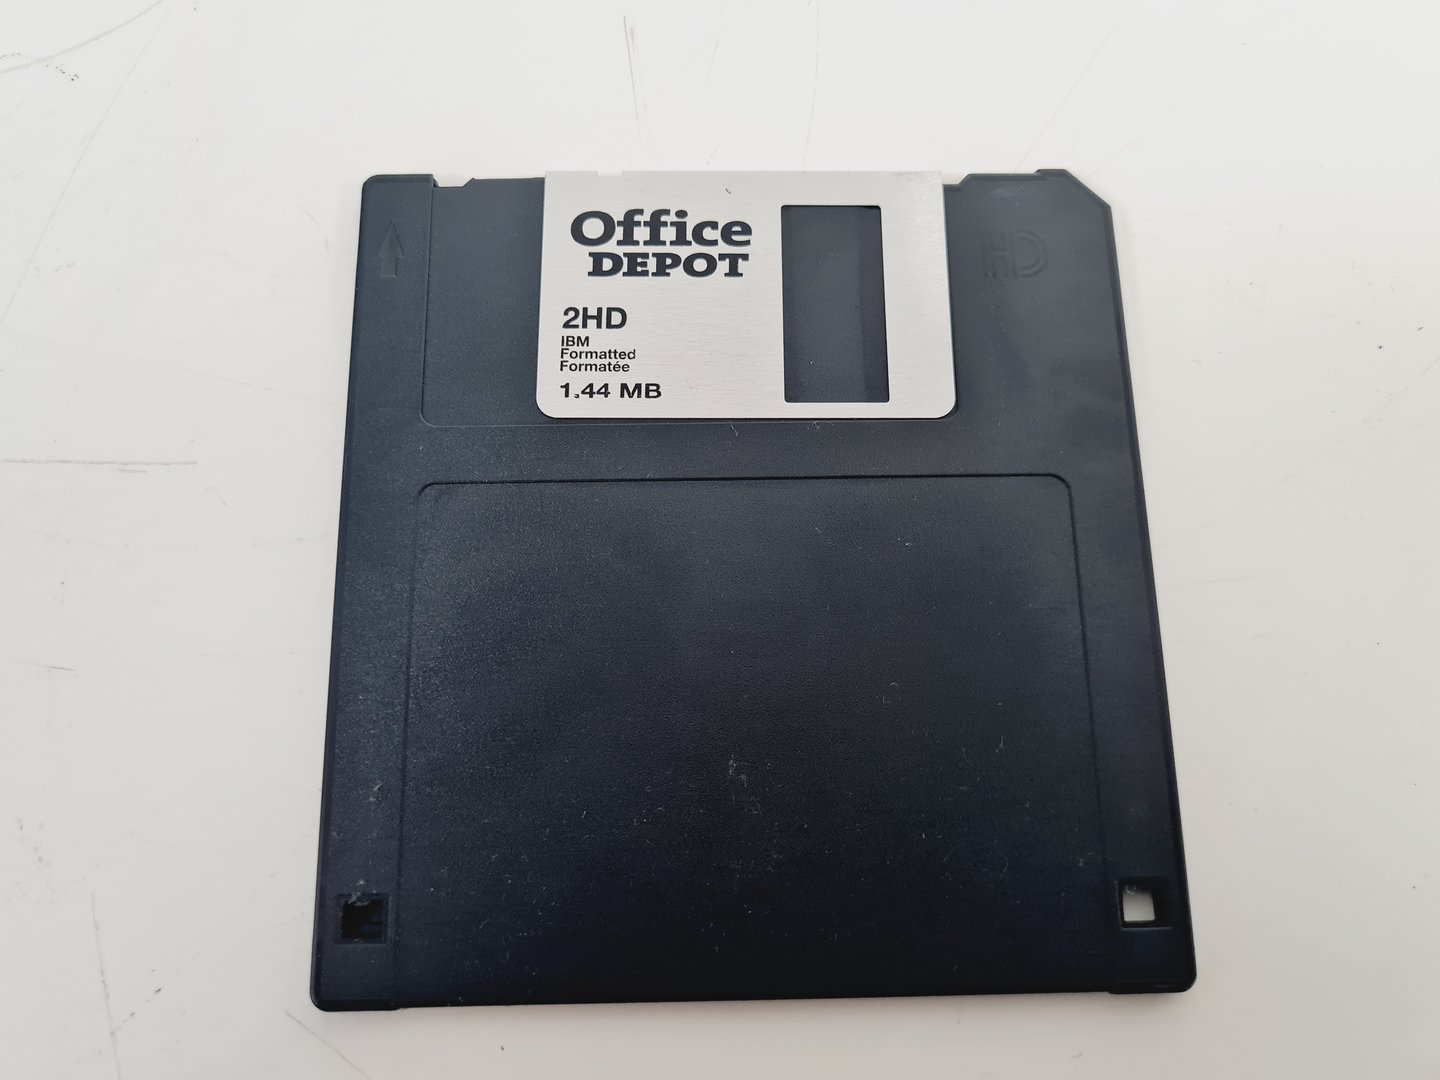 Office
DEPOT
HD
2HD
IBM
Formatted
Formatée
1.44 MB